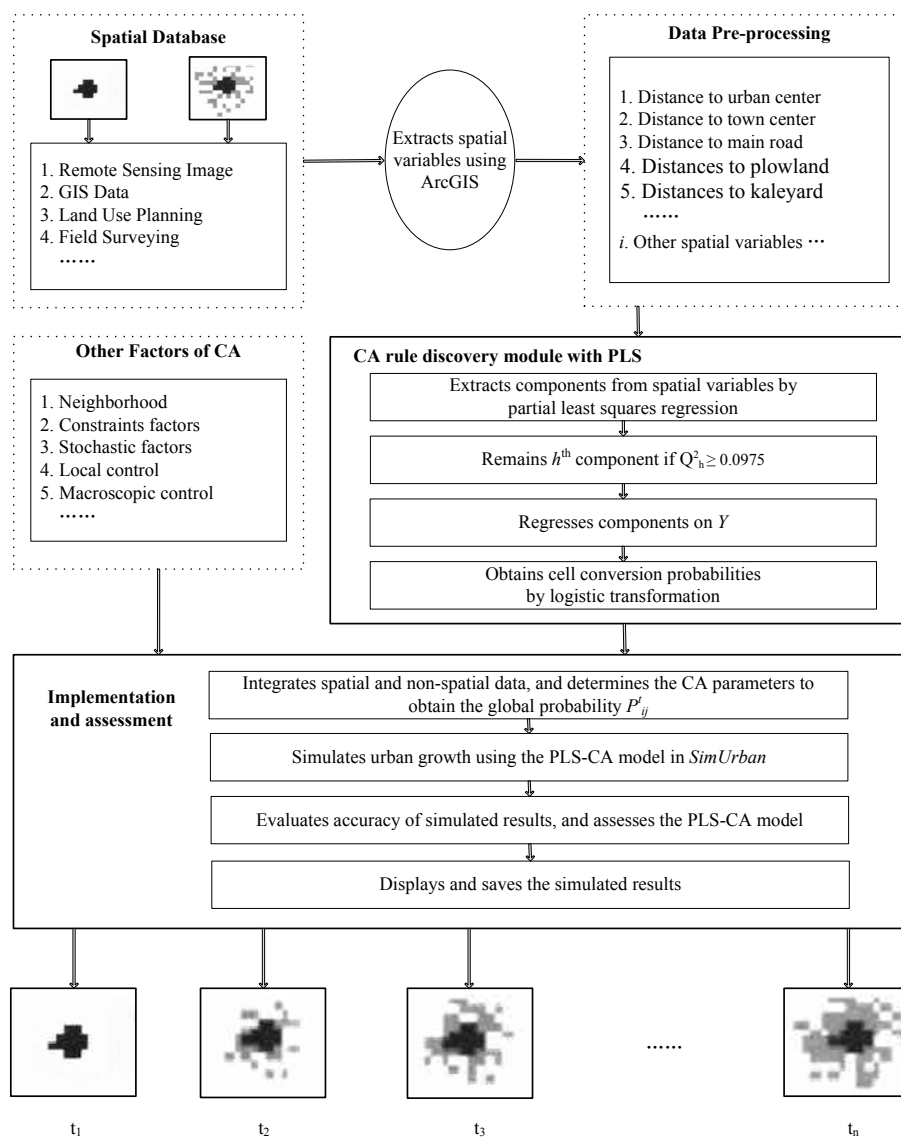 Spatial Database
1. Remote Sensing Image
2. GIS Data
3. Land Use Planning
4. Field Surveying
……
Extracts spatial
variables using
ArcGIS
Data Pre-processing
1. Distance to urban center
2. Distance to town center
3. Distance to main road
4. Distances to plowland
5. Distances to kaleyard
……
i. Other spatial variables …
Other Factors of CA
1. Neighborhood
2. Constraints factors
3. Stochastic factors
4. Local control
5. Macroscopic control
……
CA rule discovery module with PLS
Extracts components from spatial variables by
partial least squares regression
Remains hᵗʰ component if Q²ₕ ≥ 0.0975
Regresses components on Y
Obtains cell conversion probabilities
by logistic transformation
Implementation
and assessment
Integrates spatial and non-spatial data, and determines the CA parameters to
obtain the global probability Pᵗᵢⱼ
Simulates urban growth using the PLS-CA model in SimUrban
Evaluates accuracy of simulated results, and assesses the PLS-CA model
Displays and saves the simulated results
……
t₁ t₂ t₃ tₙ